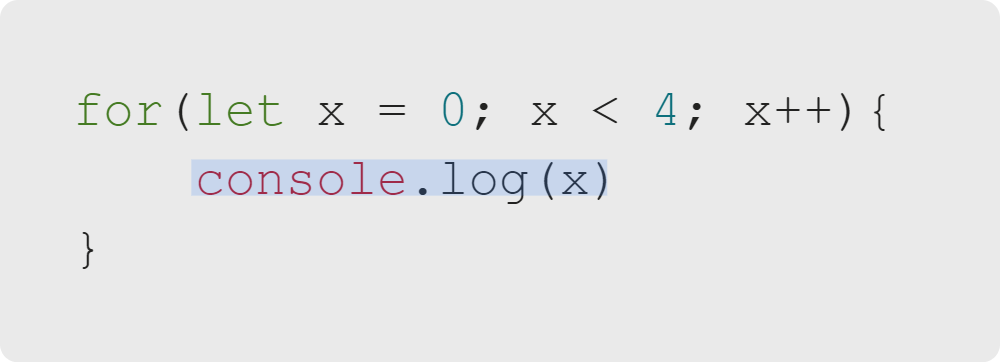 for(let x = 0; x < 4; x++){
    console.log(x)
}